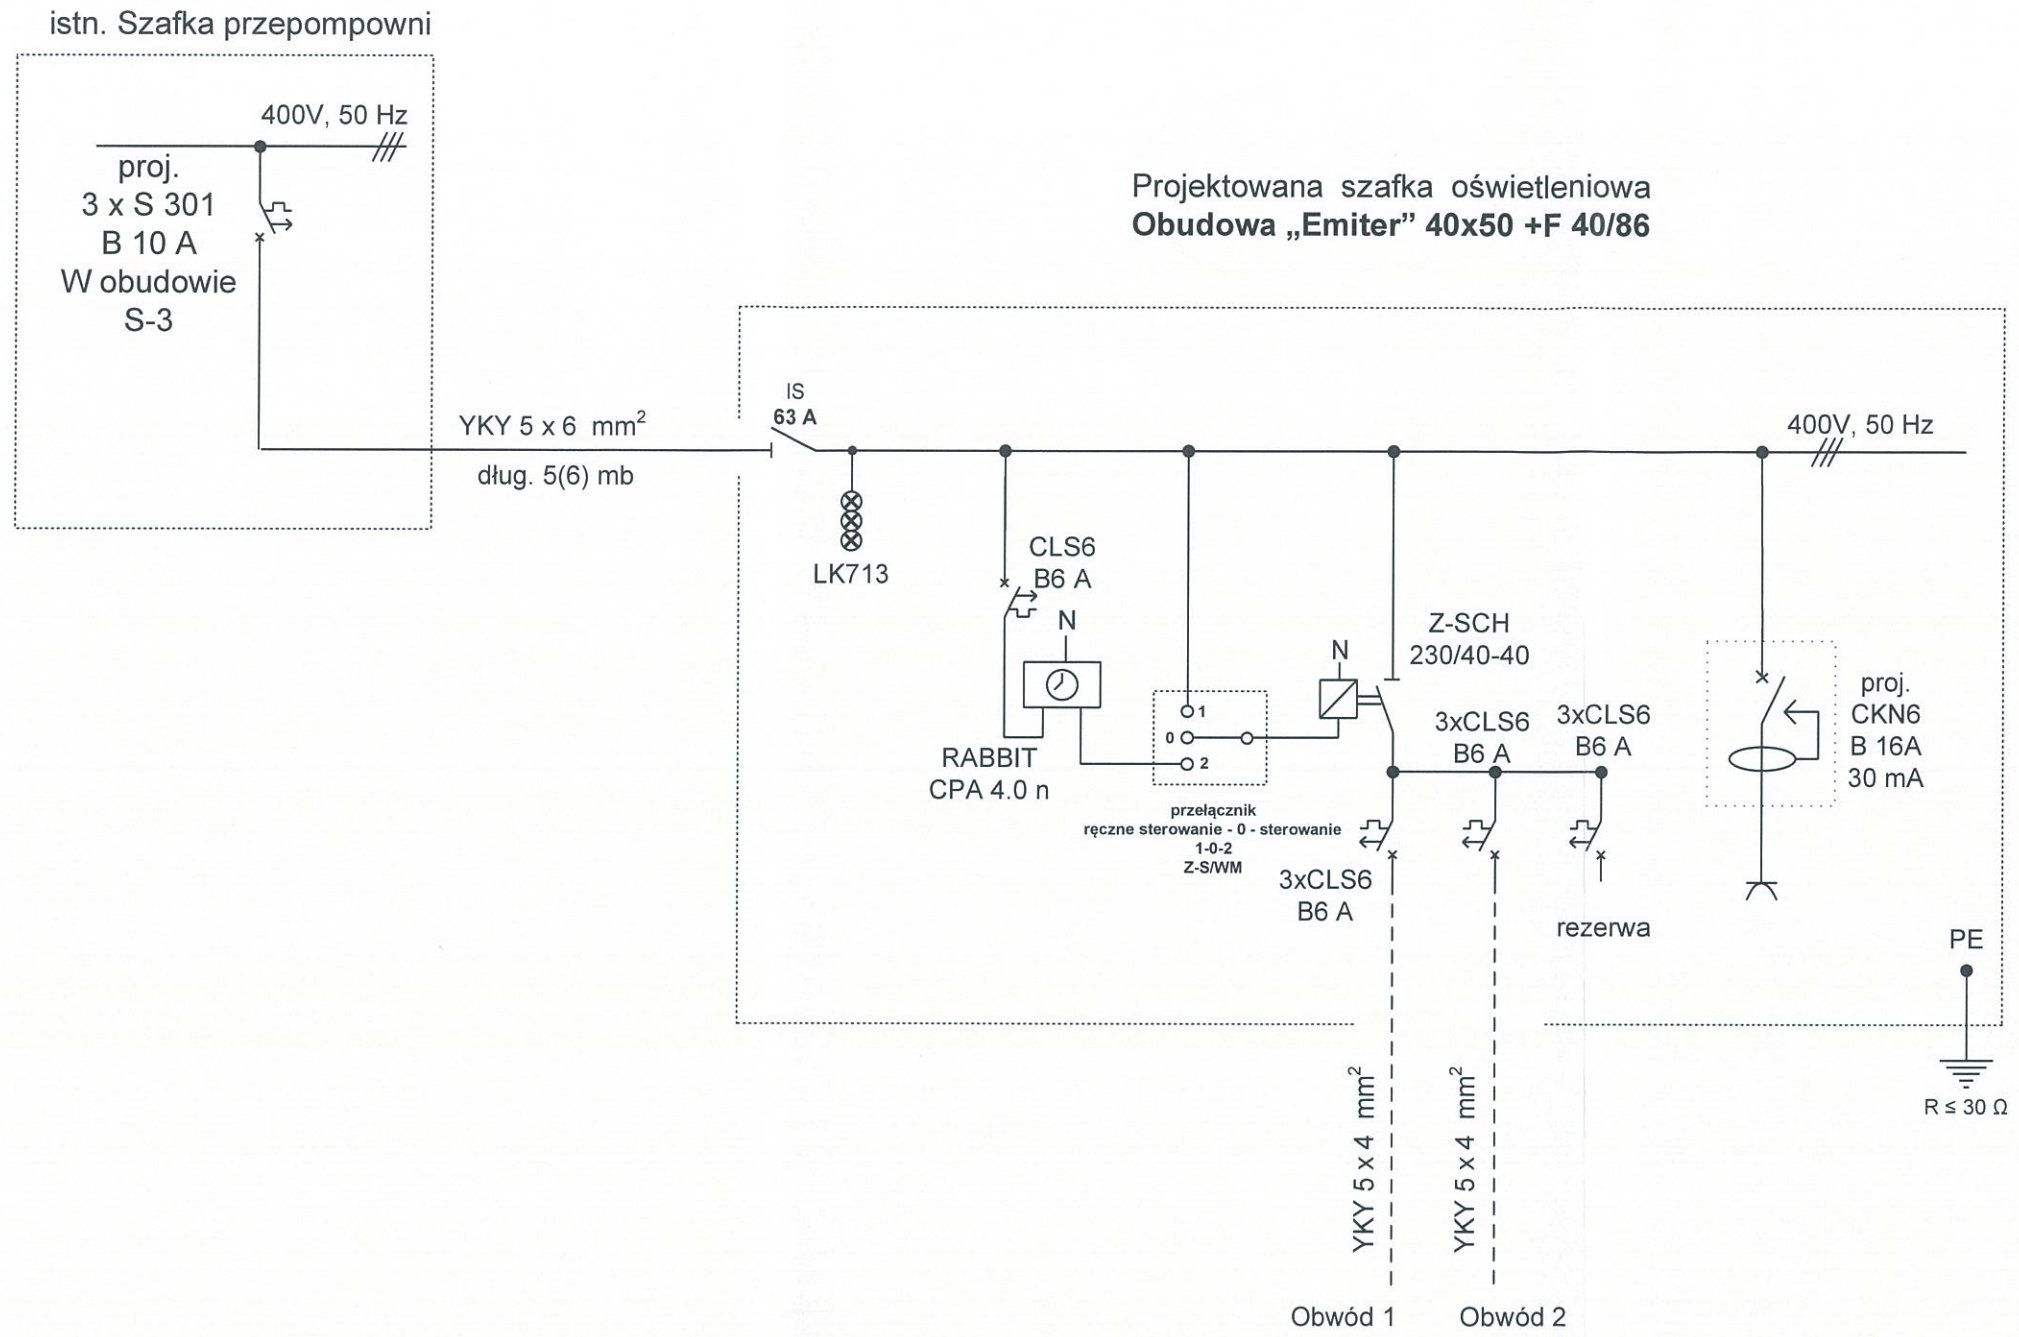 istn. Szafka przepompowni
400V, 50 Hz
proj.
3 x S 301
B 10 A
W obudowie
S-3
Projektowana szafka oświetleniowa
Obudowa „Emiter” 40x50 +F 40/86
YKY 5 x 6 mm²
dług. 5(6) mb
IS
63 A
400V, 50 Hz
LK713
CLS6
B6 A
N
RABBIT
CPA 4.0 n
1
0
2
przełącznik
ręczne sterowanie - 0 - sterowanie
1-0-2
Z-S/WM
N
Z-SCH
230/40-40
3xCLS6
B6 A
3xCLS6
B6 A
3xCLS6
B6 A
rezerwa
proj.
CKN6
B 16A
30 mA
PE
R ≤ 30 Ω
YKY 5 x 4 mm²
YKY 5 x 4 mm²
Obwód 1
Obwód 2